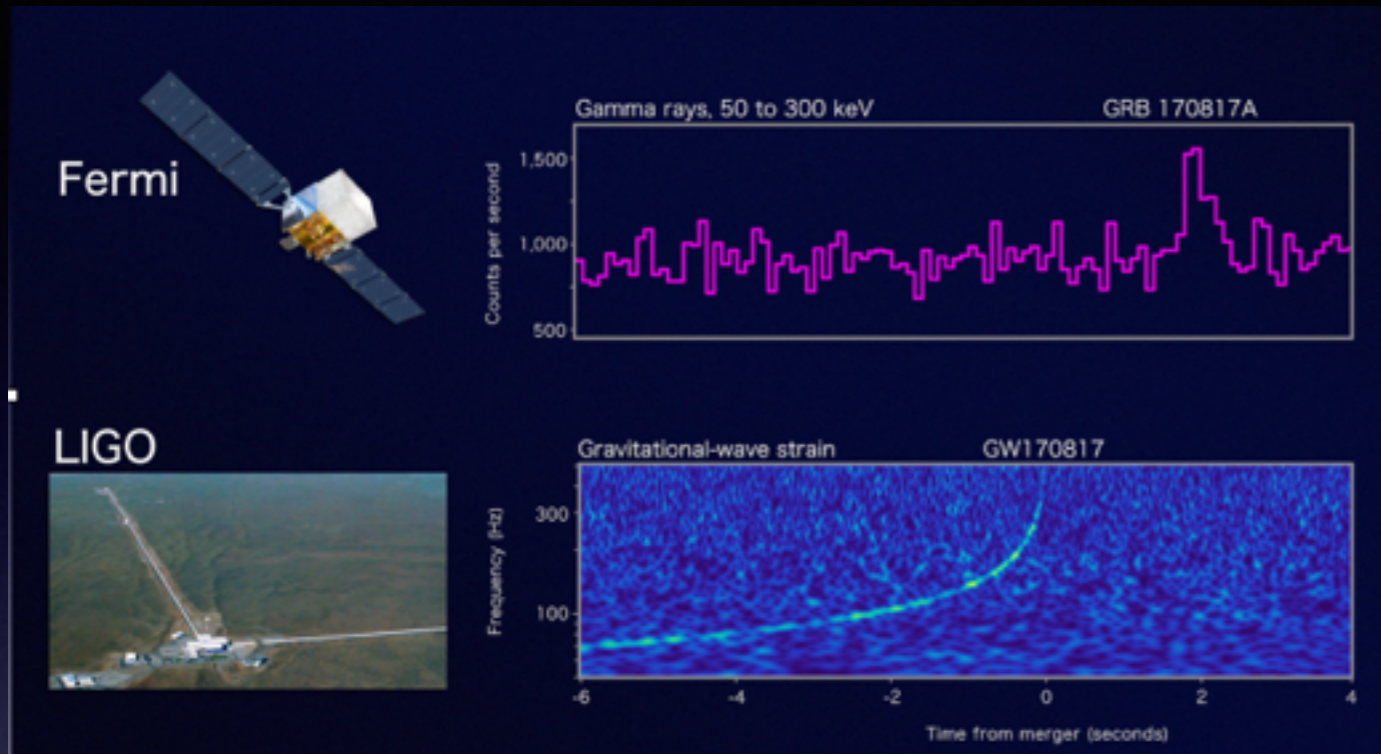 Fermi
Gamma rays, 50 to 300 keV GRB 170817A
Counts per second
1,500
1,000
500
LIGO
Gravitational-wave strain GW170817
Frequency (Hz)
300
100
-6 -4 -2 0 2 4
Time from merger (seconds)